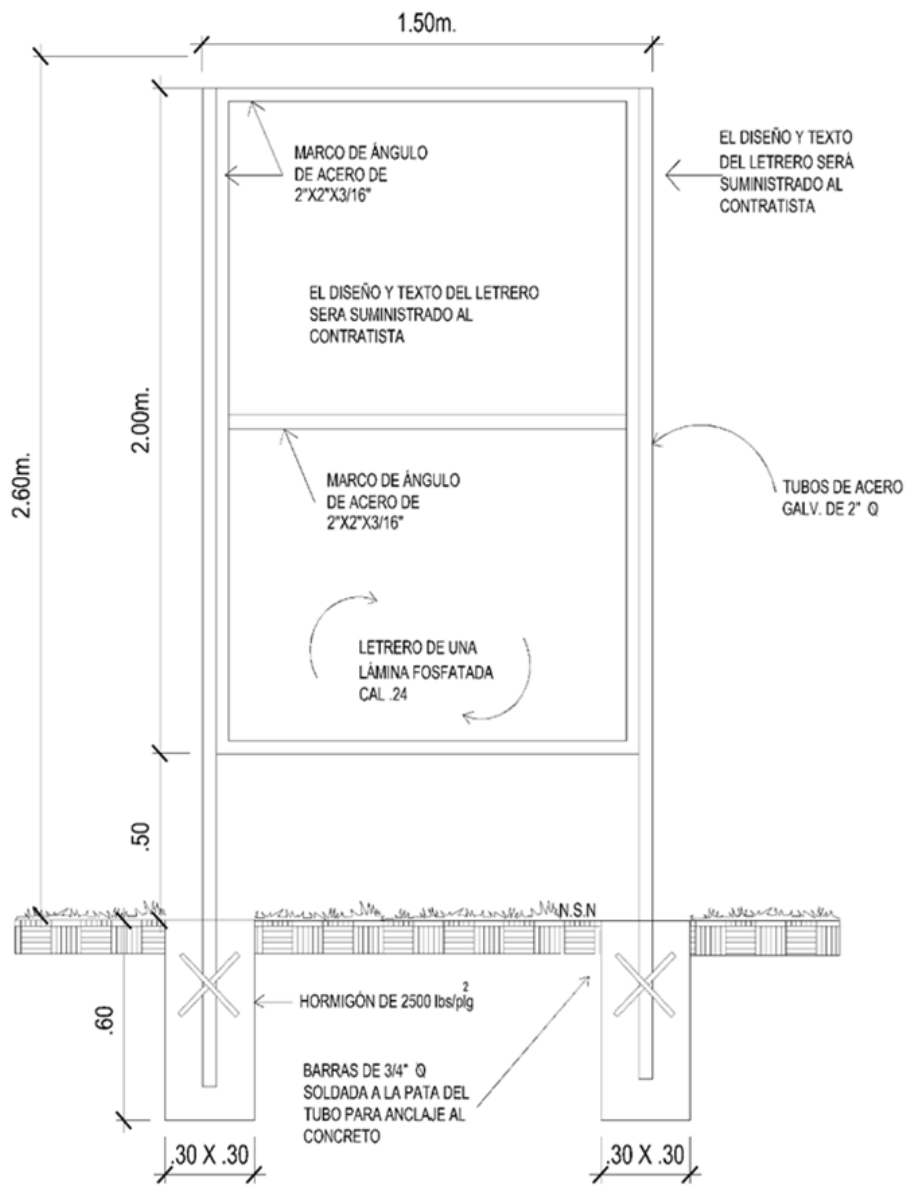 1.50m.
MARCO DE ÁNGULO
DE ACERO DE
2"X2"X3/16"
EL DISEÑO Y TEXTO
DEL LETRERO SERÁ
SUMINISTRADO AL
CONTRATISTA
EL DISEÑO Y TEXTO DEL LETRERO
SERA SUMINISTRADO AL
CONTRATISTA
2.00m.
2.60m.
MARCO DE ÁNGULO
DE ACERO DE
2"X2"X3/16"
TUBOS DE ACERO
GALV. DE 2" Q
LETRERO DE UNA
LÁMINA FOSFATADA
CAL .24
.50
N.S.N
HORMIGÓN DE 2500 lbs/plg²
.60
BARRAS DE 3/4" Q
SOLDADA A LA PATA DEL
TUBO PARA ANCLAJE AL
CONCRETO
.30 X .30
.30 X .30